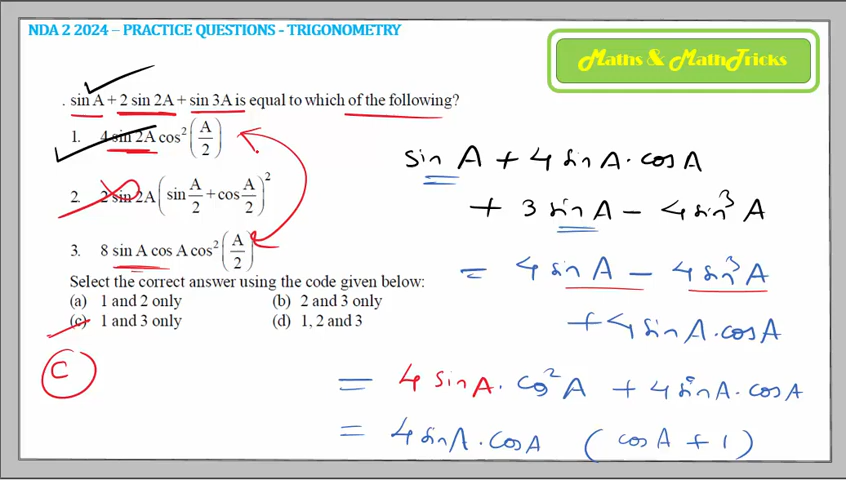 NDA 2 2024 – PRACTICE QUESTIONS - TRIGONOMETRY
Maths & MathTricks
. sin A + 2 sin 2A + sin 3A is equal to which of the following?
1. 4 sin 2A cos² (A/2)
2. 2 sin 2A (sin A/2 + cos A/2)²
3. 8 sin A cos A cos² (A/2)
Select the correct answer using the code given below:
(a) 1 and 2 only (b) 2 and 3 only
(c) 1 and 3 only (d) 1, 2 and 3
C
sin A + 4 sin A · cos A
+ 3 sin A − 4 sin³ A
= 4 sin A − 4 sin³ A
+ 4 sin A · cos A
= 4 sin A · cos² A + 4 sin A · cos A
= 4 sin A · cos A (cos A + 1)